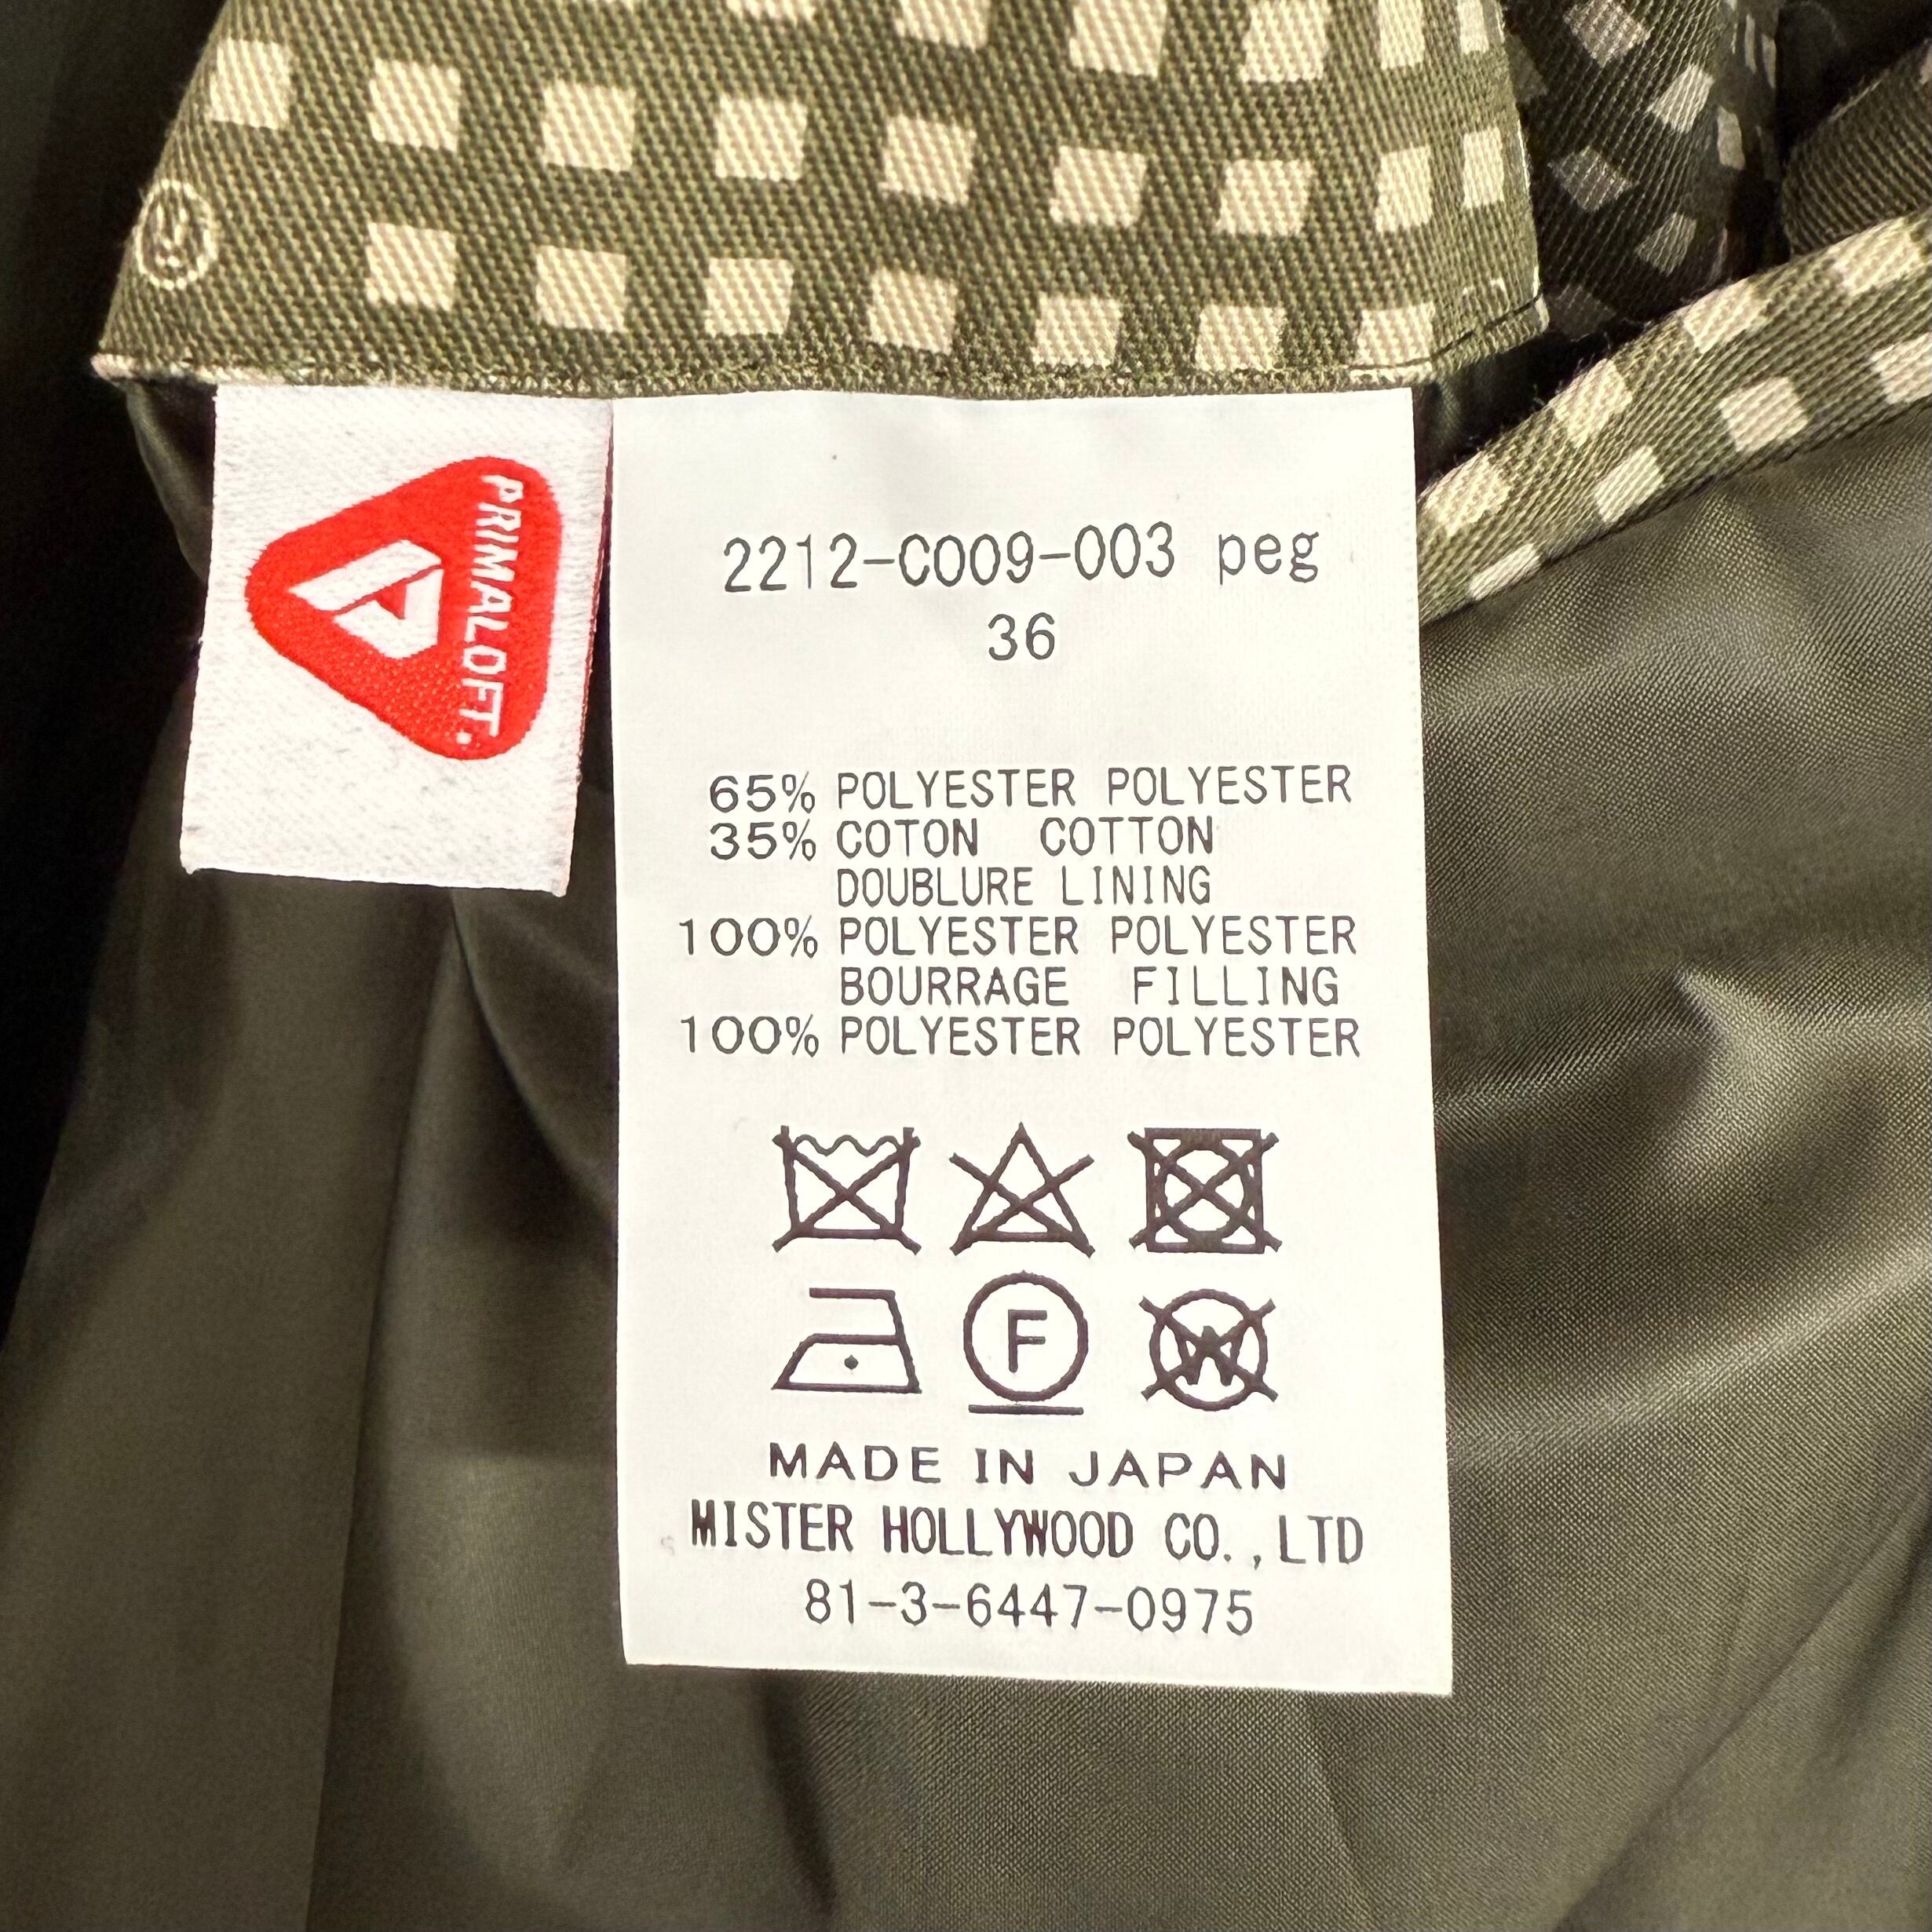 PRIMALOFT.
2212-CO09-003 peg
36
65% POLYESTER POLYESTER
35% COTON COTTON
DOUBLURE LINING
100% POLYESTER POLYESTER
BOURRAGE FILLING
100% POLYESTER POLYESTER
F
W
MADE IN JAPAN
MISTER HOLLYWOOD CO.,LTD
81-3-6447-0975